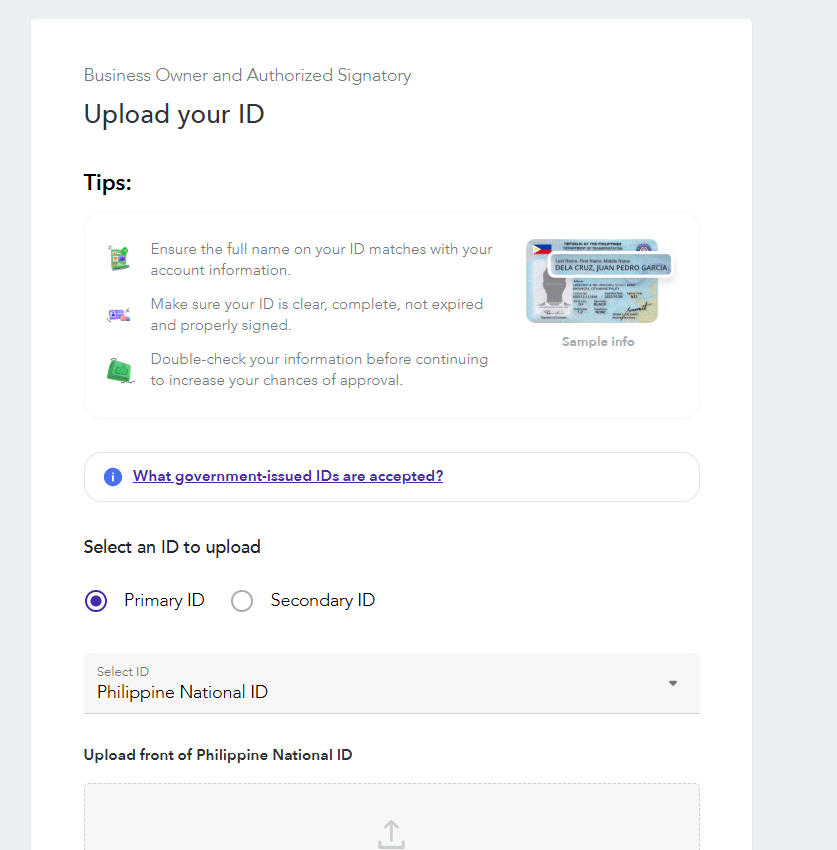 Business Owner and Authorized Signatory
Upload your ID
Tips:
Ensure the full name on your ID matches with your
account information.
Make sure your ID is clear, complete, not expired
and properly signed.
Double-check your information before continuing
to increase your chances of approval.
REPUBLIC OF THE PHILIPPINES
DEPARTMENT OF TRANSPORTATION
Last Name, First Name, Middle Name
DELA CRUZ, JUAN PEDRO GARCIA
Sample info
What government-issued IDs are accepted?
Select an ID to upload
Primary ID
Secondary ID
Select ID
Philippine National ID
Upload front of Philippine National ID